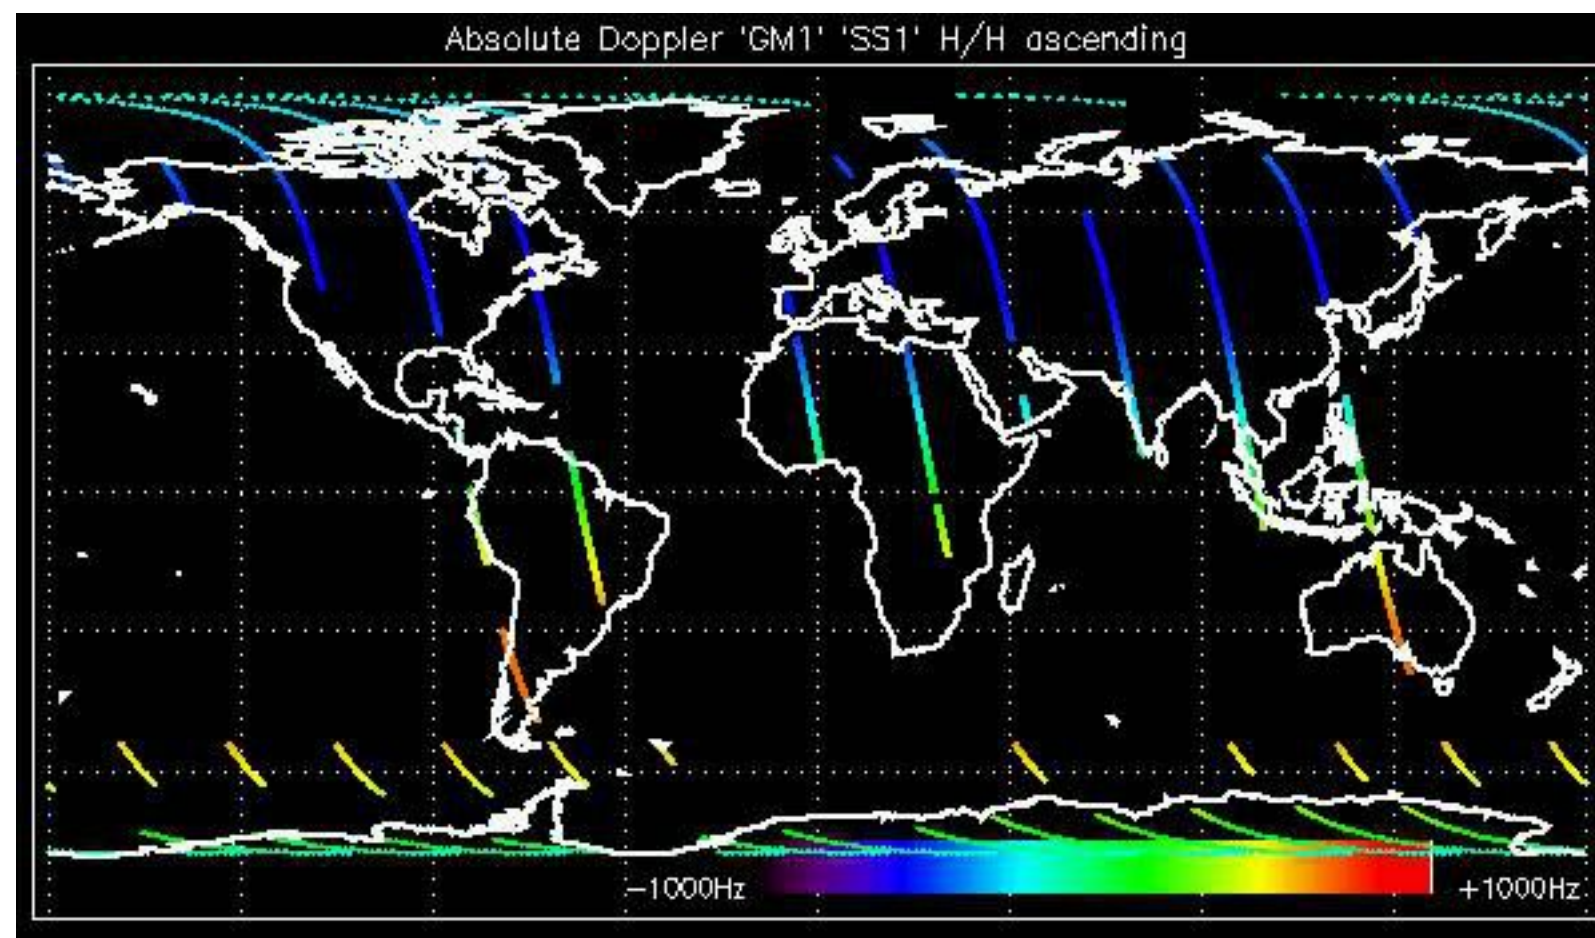 Absolute Doppler 'GM1' 'SS1' H/H ascending
−1000Hz
+1000Hz